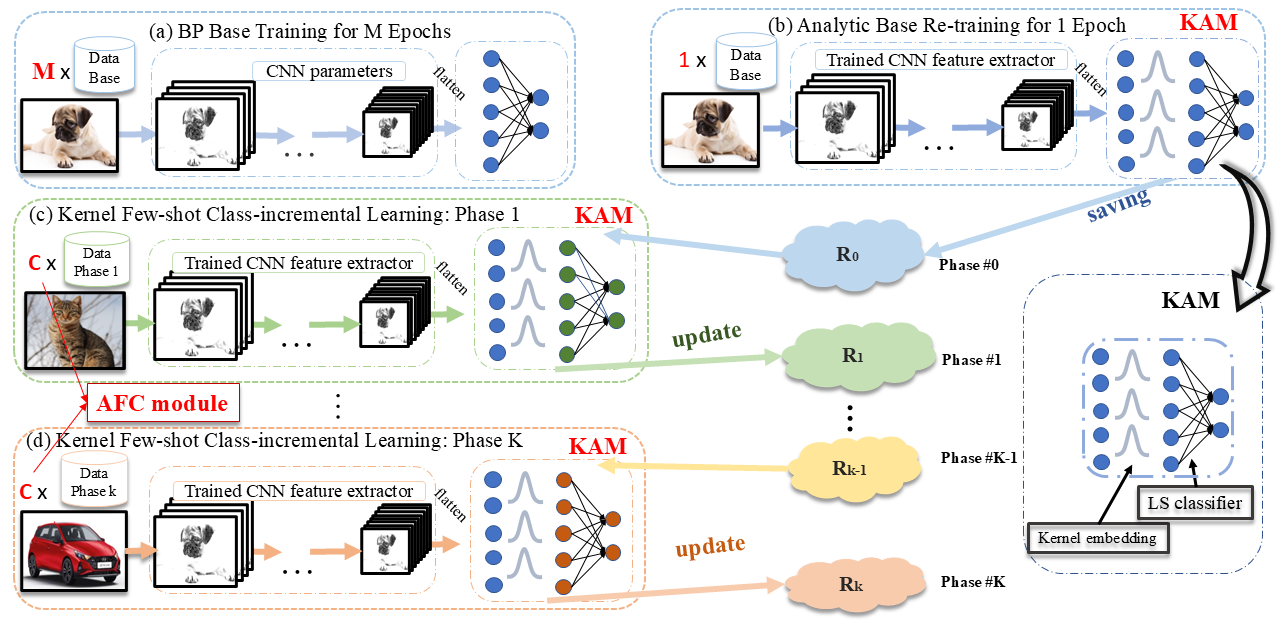 (a) BP Base Training for M Epochs
M x
Data
Base
CNN parameters
flatten
. . .
(b) Analytic Base Re-training for 1 Epoch
KAM
1 x
Data
Base
Trained CNN feature extractor
flatten
. . .
saving
(c) Kernel Few-shot Class-incremental Learning: Phase 1
KAM
C x
Data
Phase 1
Trained CNN feature extractor
flatten
. . .
update
R0
Phase #0
R1
Phase #1
AFC module
(d) Kernel Few-shot Class-incremental Learning: Phase K
KAM
C x
Data
Phase k
Trained CNN feature extractor
flatten
. . .
update
Rk-1
Phase #K-1
Rk
Phase #K
KAM
LS classifier
Kernel embedding